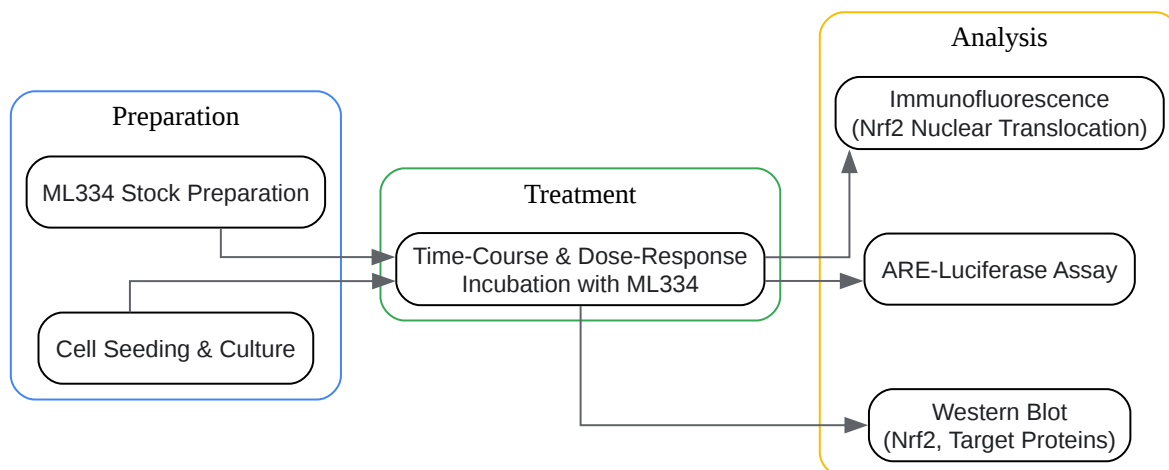 Preparation
ML334 Stock Preparation
Cell Seeding & Culture
Treatment
Time-Course & Dose-Response
Incubation with ML334
Analysis
Immunofluorescence
(Nrf2 Nuclear Translocation)
ARE-Luciferase Assay
Western Blot
(Nrf2, Target Proteins)